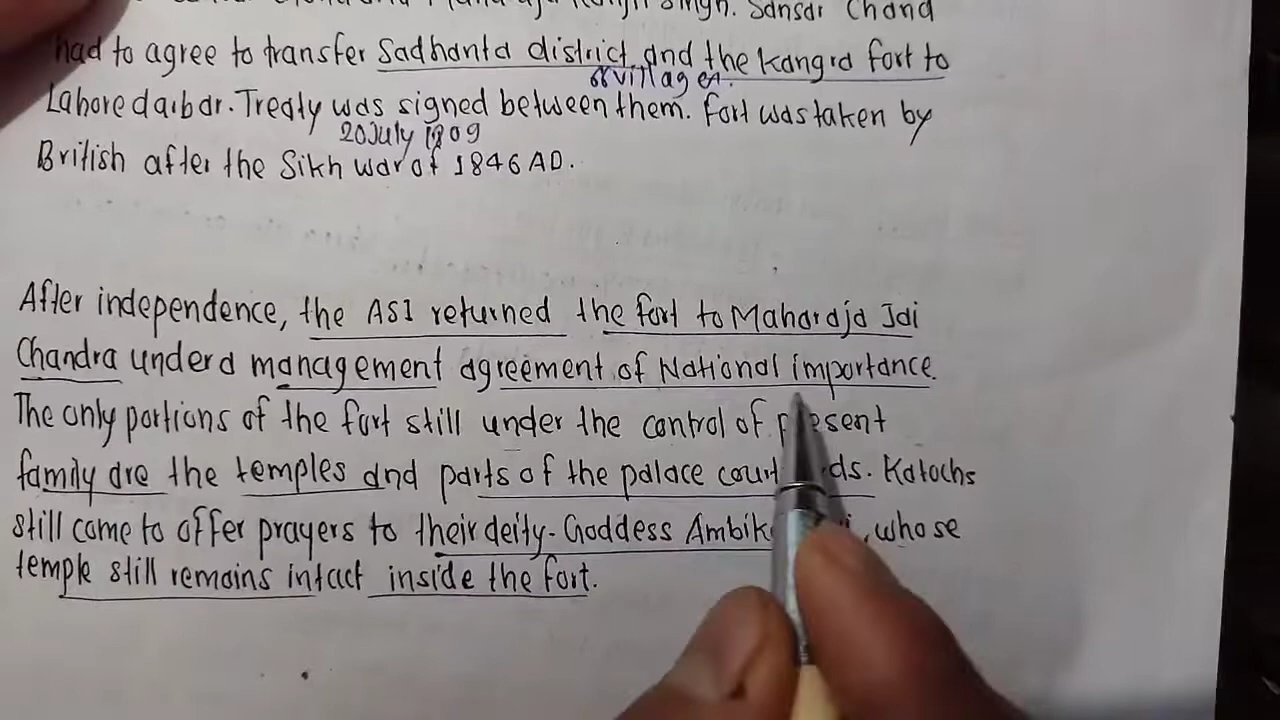 Singh. Sansar Chand
had to agree to transfer Sadhanta district and the Kangra fort to
villages.
Lahore darbar. Treaty was signed between them. Fort was taken by
20 July 1809
British after the Sikh war of 1846 AD.
After independence, the ASI returned the fort to Maharaja Jai
Chandra under a management agreement of National importance.
The only portions of the fort still under the control of present
family are the temples and parts of the palace Katochs
still come to offer prayers to their deity- Goddess whose
temple still remains intact inside the fort.